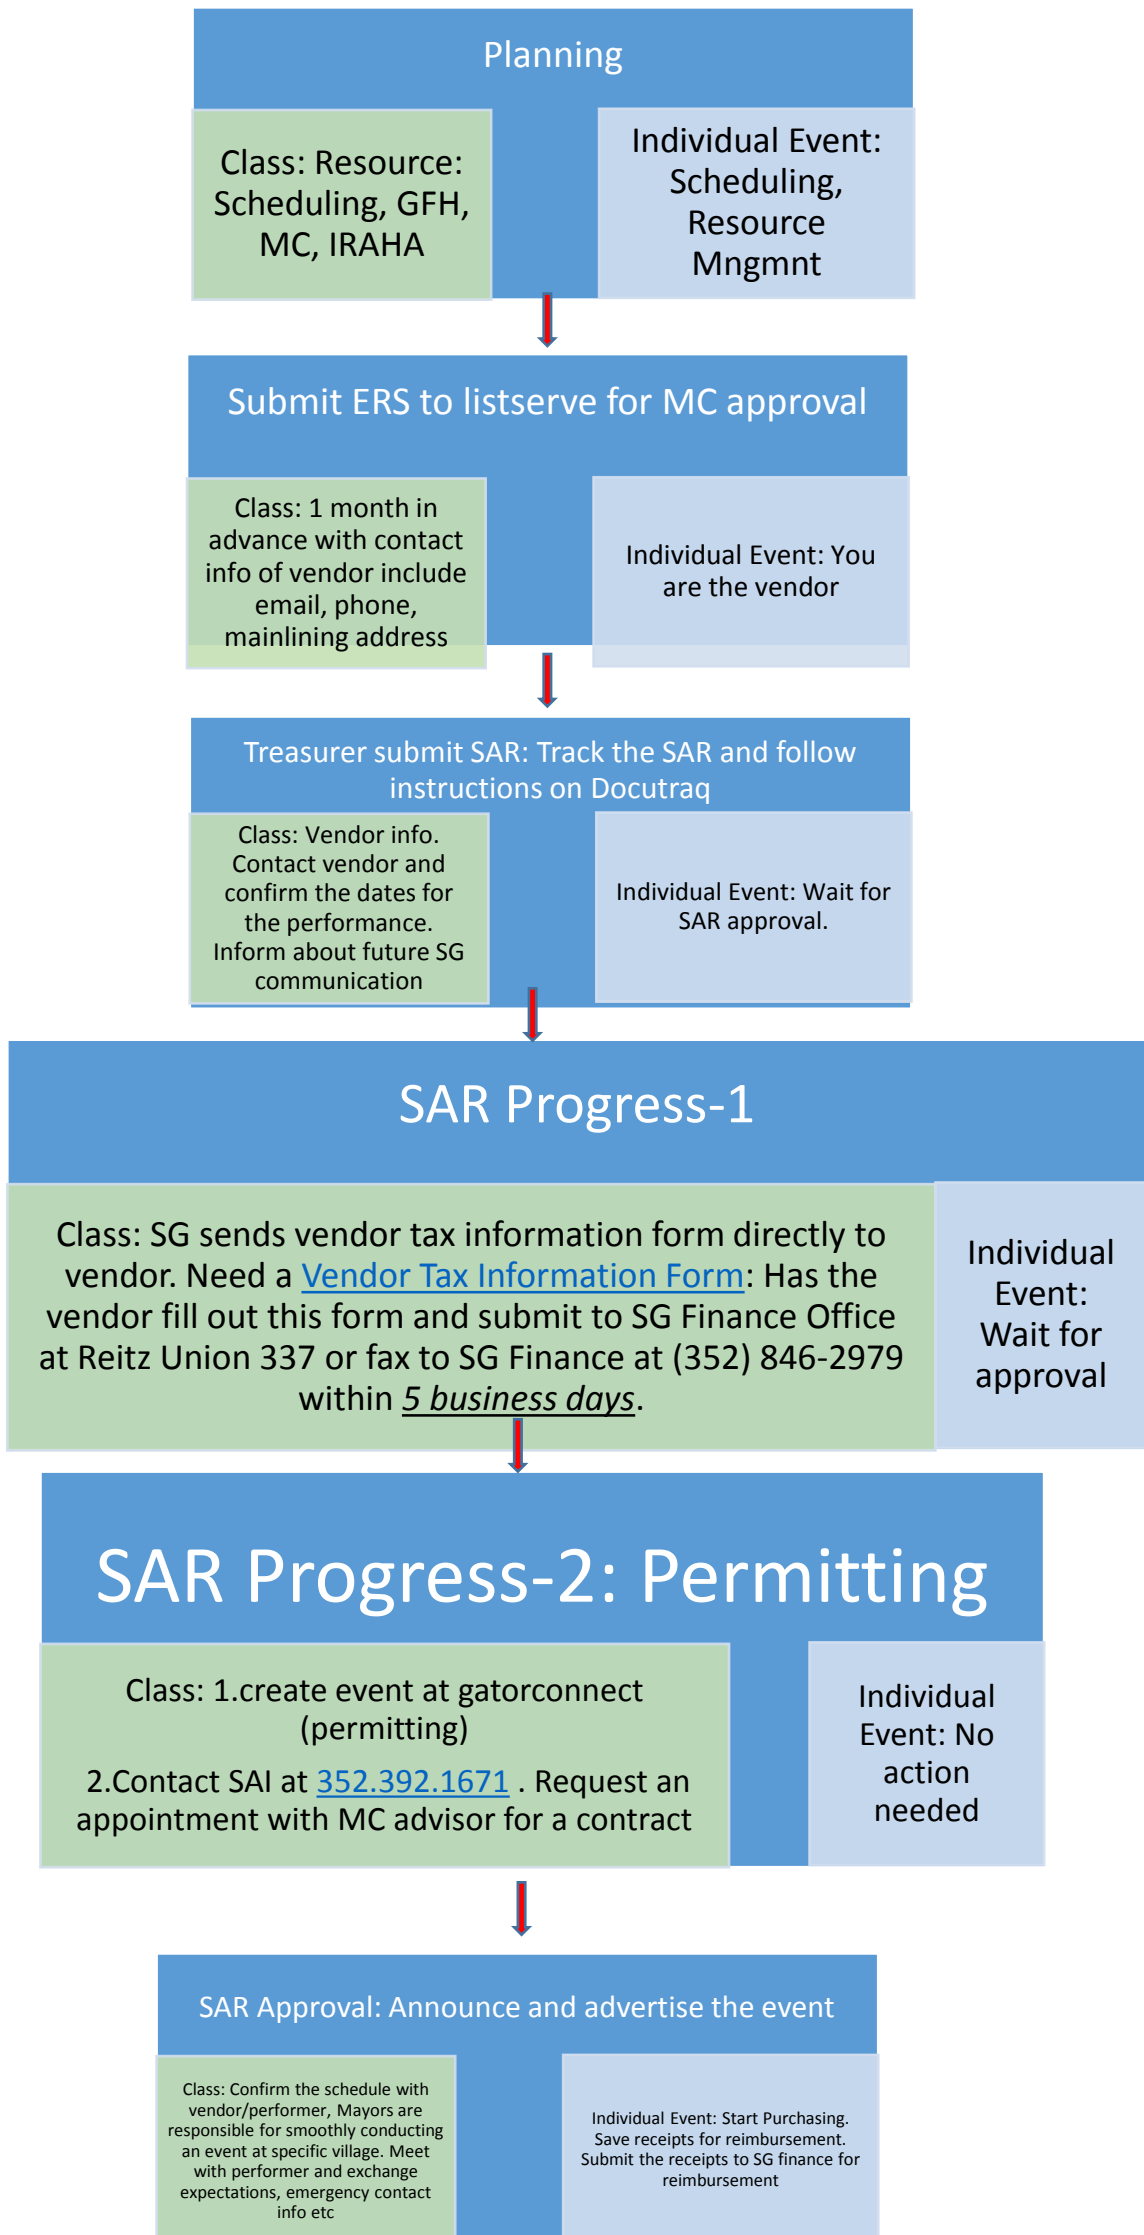 Planning
Class: Resource:
Scheduling, GFH,
MC, IRAHA
Individual Event:
Scheduling,
Resource
Mngmnt
Submit ERS to listserve for MC approval
Class: 1 month in
advance with contact
info of vendor include
email, phone,
mainlining address
Individual Event: You
are the vendor
Treasurer submit SAR: Track the SAR and follow
instructions on Docutraq
Class: Vendor info.
Contact vendor and
confirm the dates for
the performance.
Inform about future SG
communication
Individual Event: Wait for
SAR approval.
SAR Progress-1
Class: SG sends vendor tax information form directly to
vendor. Need a Vendor Tax Information Form: Has the
vendor fill out this form and submit to SG Finance Office
at Reitz Union 337 or fax to SG Finance at (352) 846-2979
within 5 business days.
Individual
Event:
Wait for
approval
SAR Progress-2: Permitting
Class: 1.create event at gatorconnect
(permitting)
2.Contact SAI at 352.392.1671 . Request an
appointment with MC advisor for a contract
Individual
Event: No
action
needed
SAR Approval: Announce and advertise the event
Class: Confirm the schedule with
vendor/performer, Mayors are
responsible for smoothly conducting
an event at specific village. Meet
with performer and exchange
expectations, emergency contact
info etc
Individual Event: Start Purchasing.
Save receipts for reimbursement.
Submit the receipts to SG finance for
reimbursement